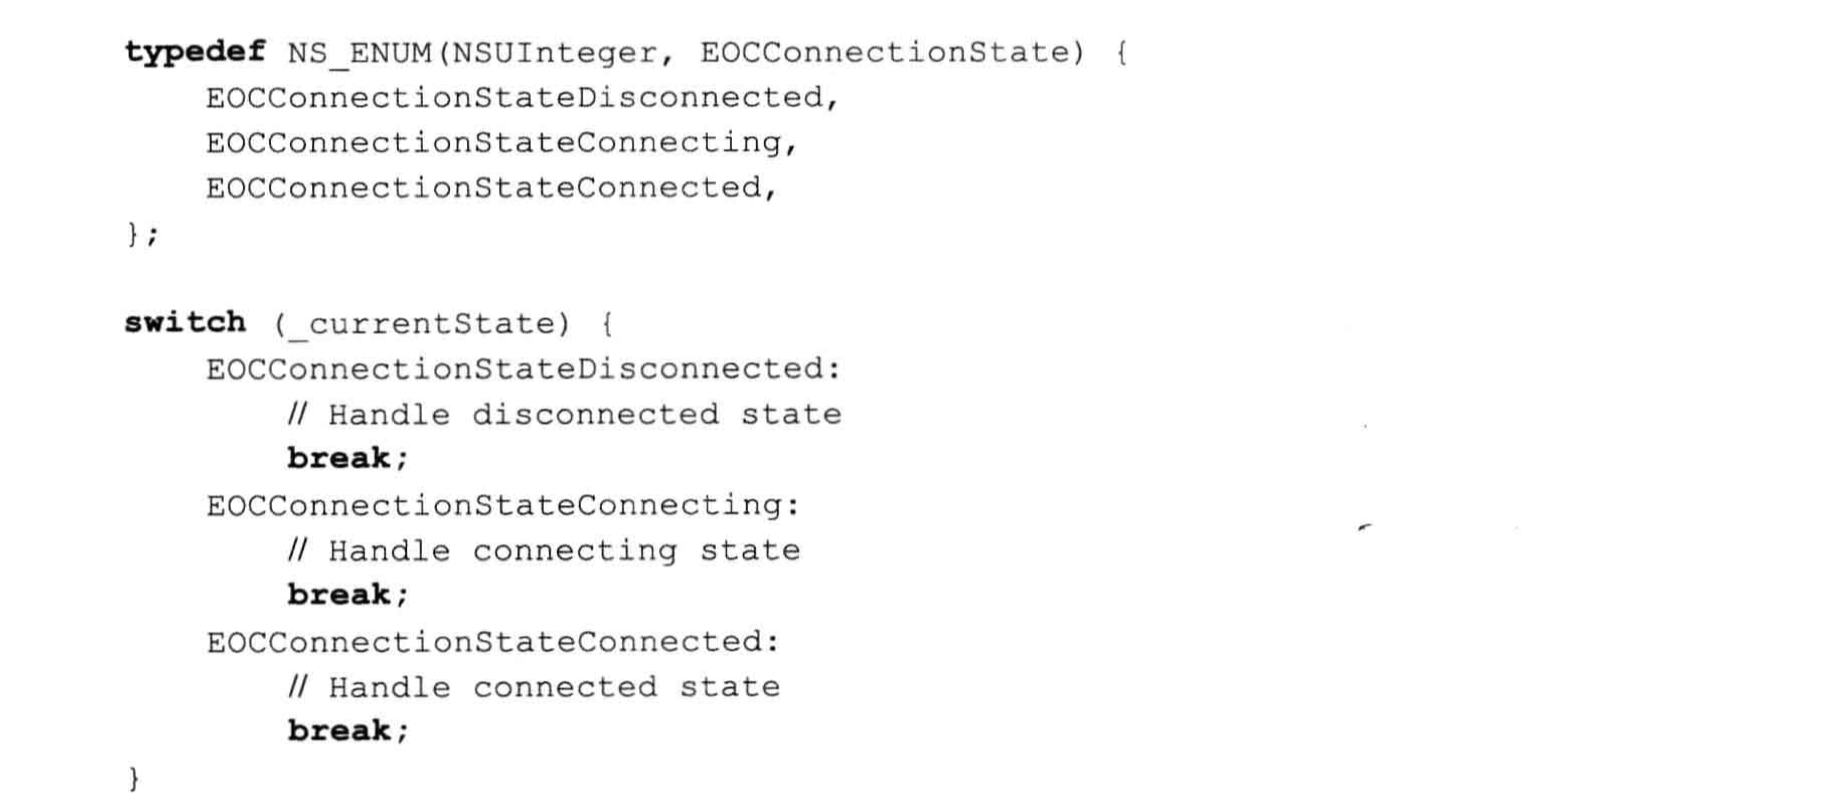 typedef NS_ENUM(NSUInteger, EOCConnectionState) {
    EOCConnectionStateDisconnected,
    EOCConnectionStateConnecting,
    EOCConnectionStateConnected,
};

switch (_currentState) {
    EOCConnectionStateDisconnected:
        // Handle disconnected state
        break;
    EOCConnectionStateConnecting:
        // Handle connecting state
        break;
    EOCConnectionStateConnected:
        // Handle connected state
        break;
}